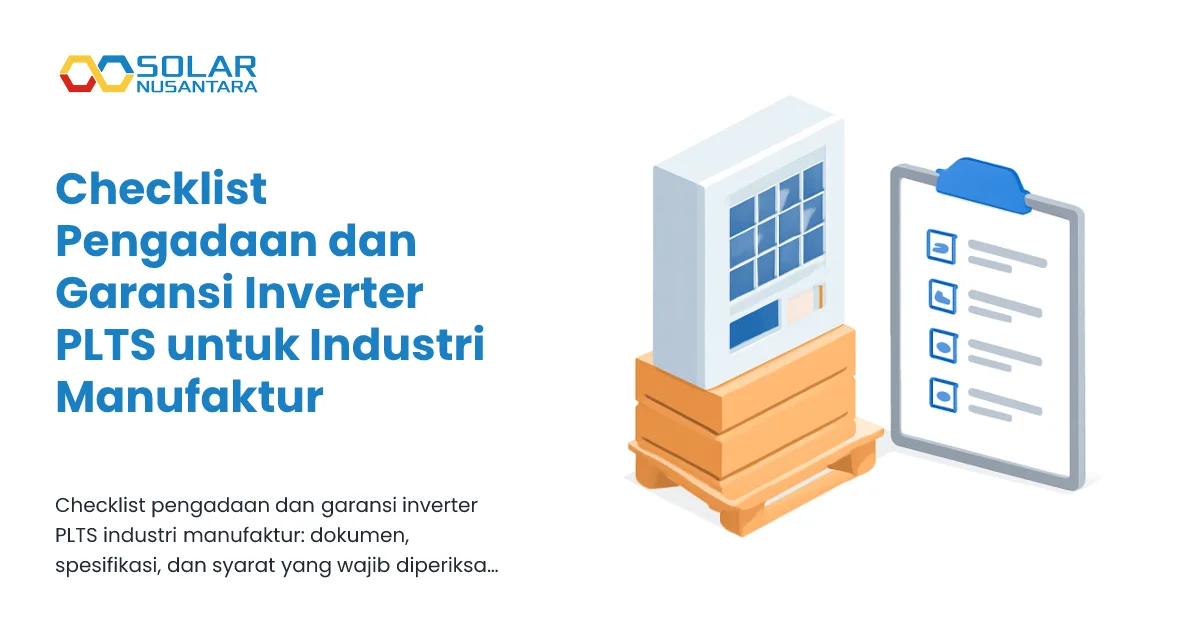 SOLAR
NUSANTARA
Checklist
Pengadaan dan
Garansi Inverter
PLTS untuk Industri
Manufaktur
Checklist pengadaan dan garansi inverter
PLTS industri manufaktur: dokumen,
spesifikasi, dan syarat yang wajib diperiksa...